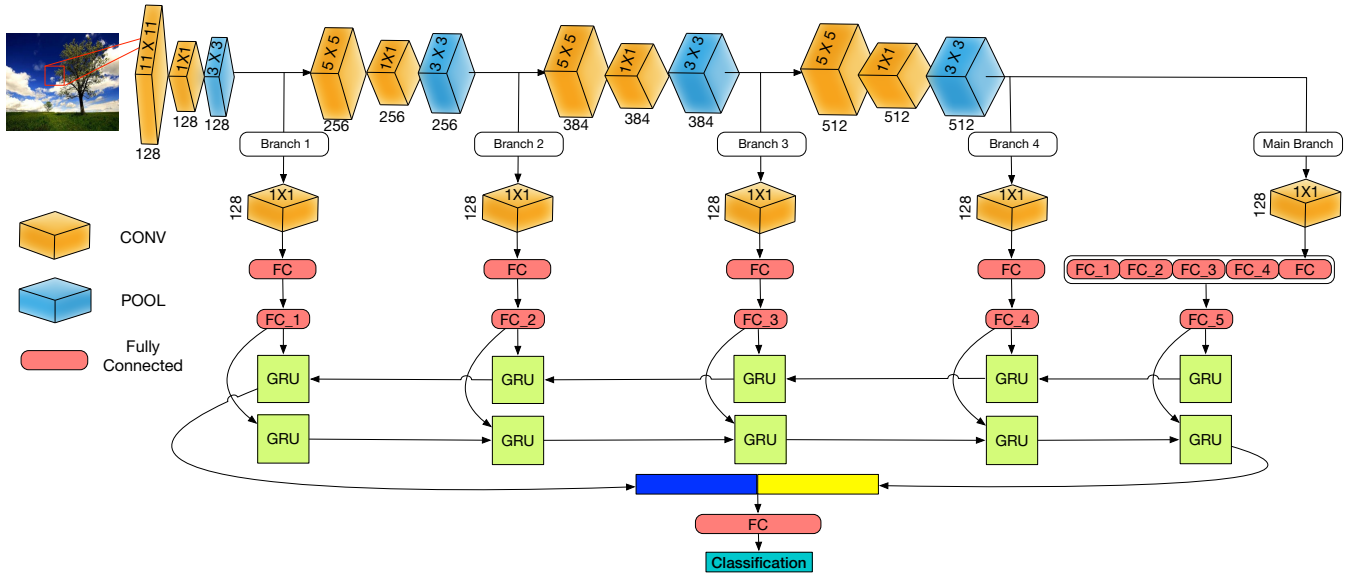 11 X 11
1X1
3 X 3
5 X 5
1X1
3 X 3
5 X 5
1X1
3 X 3
5 X 5
1X1
3 X 3
128
128
128
256
256
256
384
384
384
512
512
512
Branch 1
Branch 2
Branch 3
Branch 4
Main Branch
128
1X1
128
1X1
128
1X1
128
1X1
128
1X1
CONV
POOL
Fully
Connected
FC
FC
FC
FC
FC_1
FC_2
FC_3
FC_4
FC
FC_1
FC_2
FC_3
FC_4
FC_5
GRU
GRU
GRU
GRU
GRU
GRU
GRU
GRU
GRU
GRU
FC
Classification